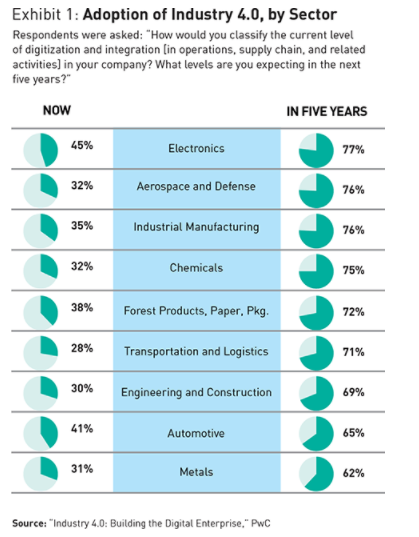 Exhibit 1: Adoption of Industry 4.0, by Sector
Respondents were asked: "How would you classify the current level
of digitization and integration [in operations, supply chain, and related
activities] in your company? What levels are you expecting in the next
five years?"
NOW IN FIVE YEARS
45% Electronics 77%
32% Aerospace and Defense 76%
35% Industrial Manufacturing 76%
32% Chemicals 75%
38% Forest Products, Paper, Pkg. 72%
28% Transportation and Logistics 71%
30% Engineering and Construction 69%
41% Automotive 65%
31% Metals 62%
Source: "Industry 4.0: Building the Digital Enterprise," PwC